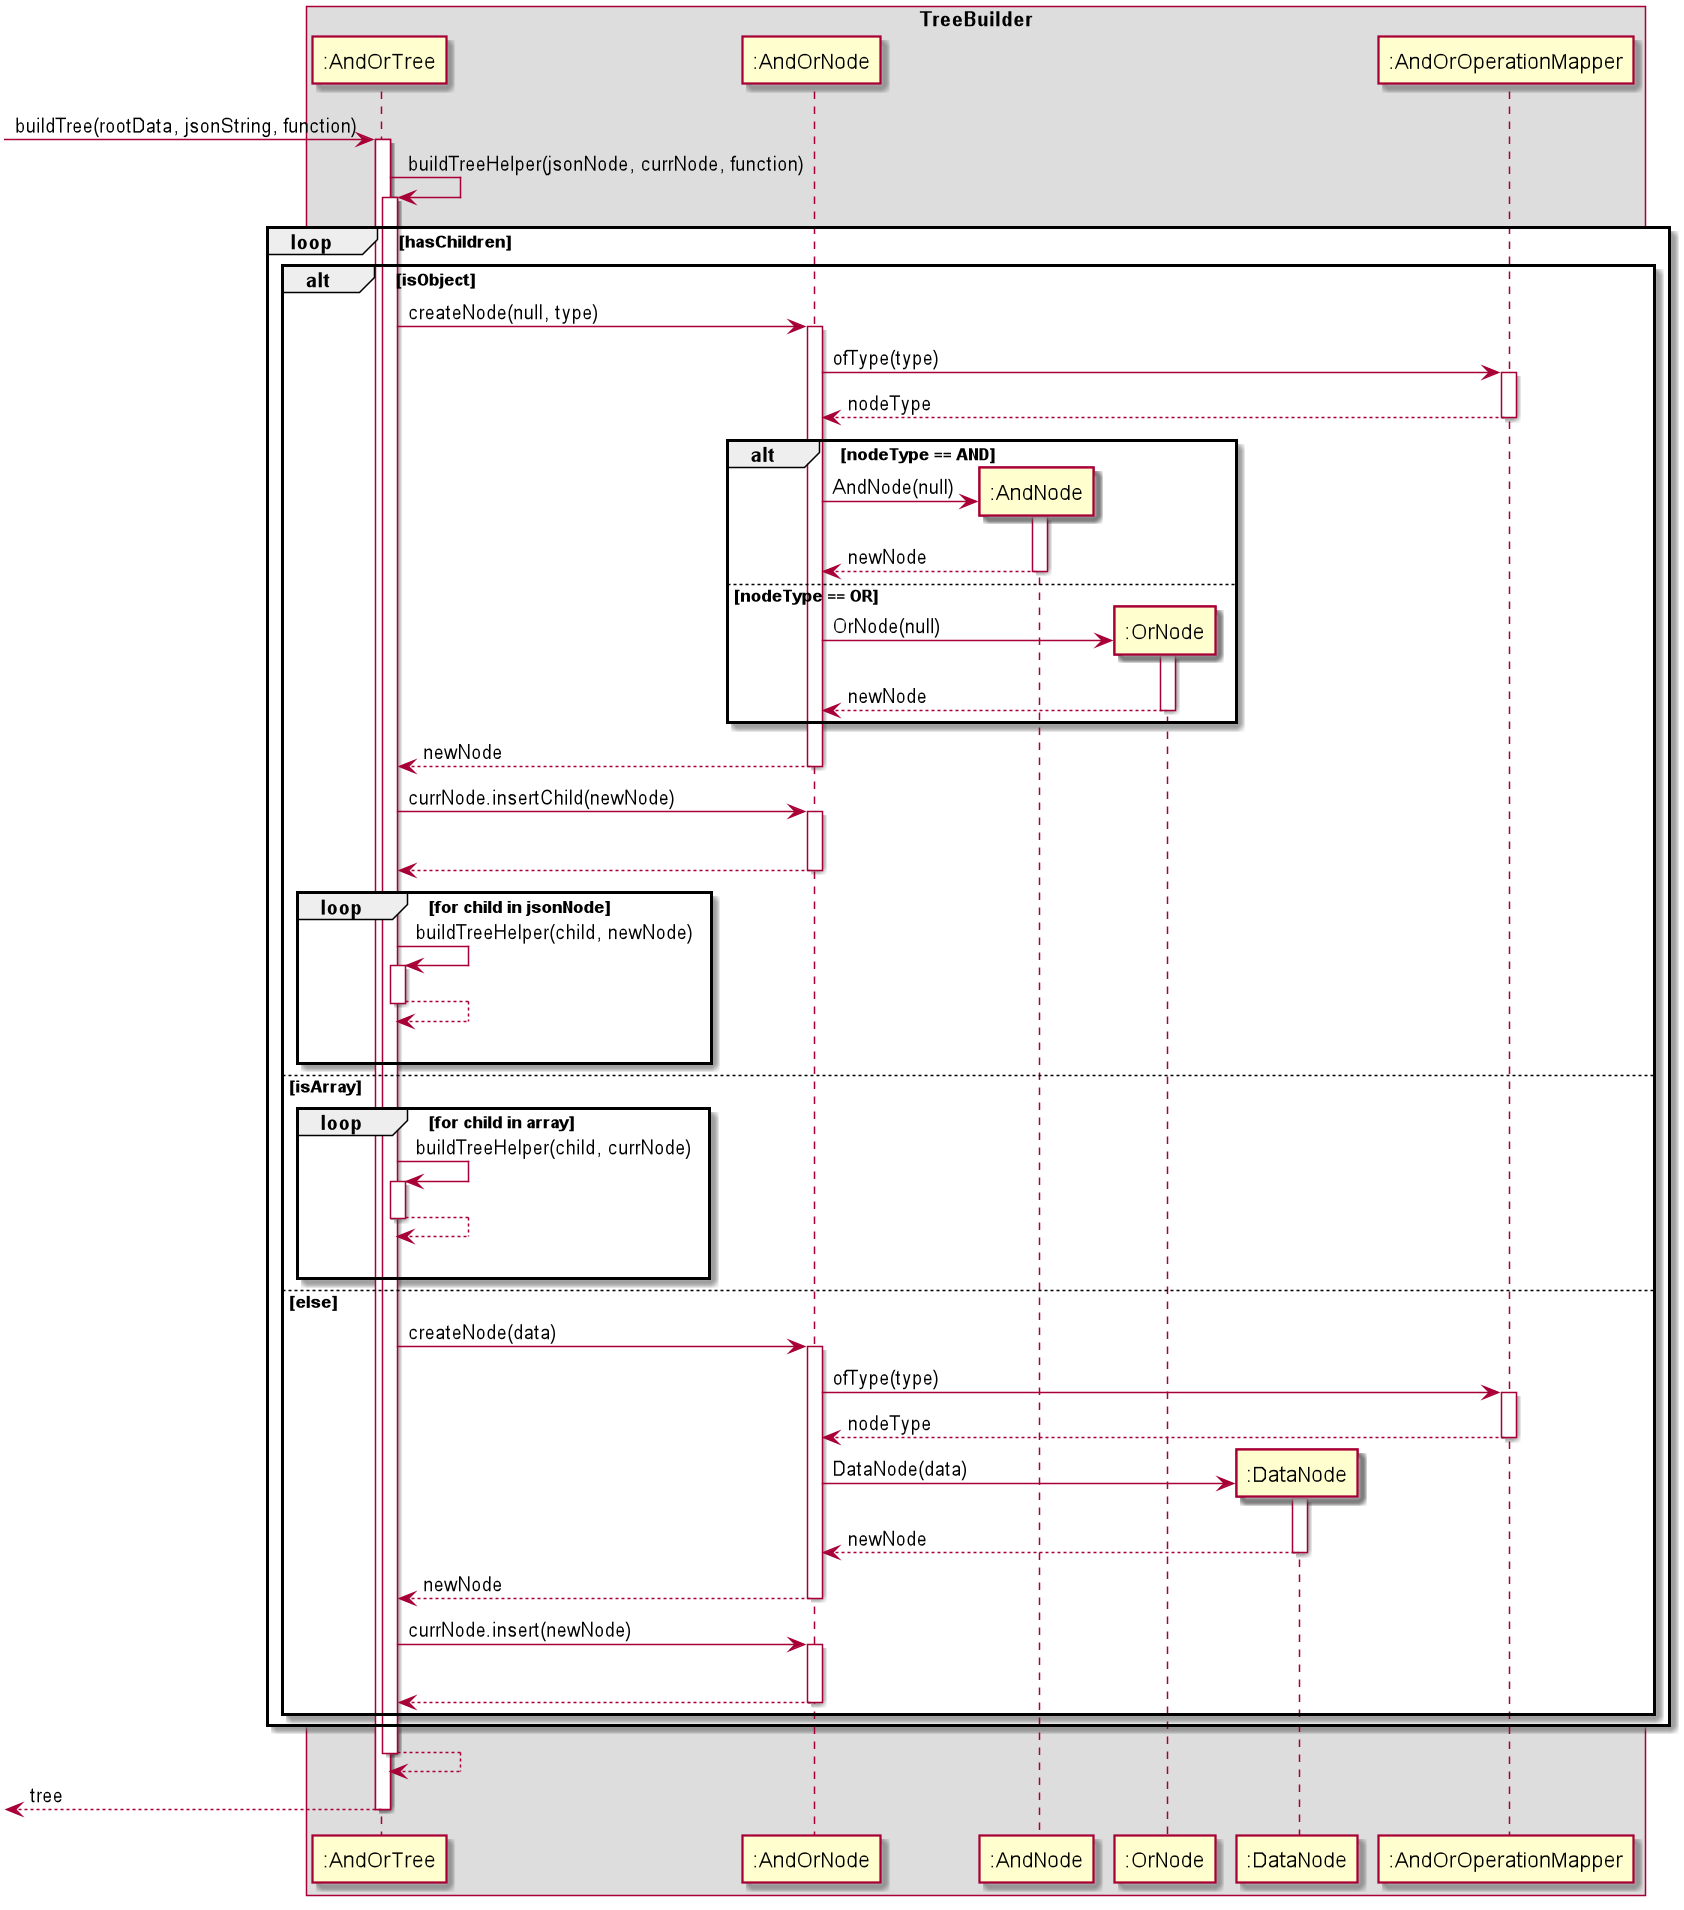 TreeBuilder
:AndOrTree
:AndOrNode
:AndOrOperationMapper
buildTree(rootData, jsonString, function)
buildTreeHelper(jsonNode, currNode, function)
loop
[hasChildren]
alt
[isObject]
createNode(null, type)
ofType(type)
nodeType
alt
[nodeType == AND]
AndNode(null)
:AndNode
newNode
[nodeType == OR]
OrNode(null)
:OrNode
newNode
newNode
currNode.insertChild(newNode)
loop
[for child in jsonNode]
buildTreeHelper(child, newNode)
[isArray]
loop
[for child in array]
buildTreeHelper(child, currNode)
[else]
createNode(data)
ofType(type)
nodeType
DataNode(data)
:DataNode
newNode
newNode
currNode.insert(newNode)
tree
:AndOrTree
:AndOrNode
:AndNode
:OrNode
:DataNode
:AndOrOperationMapper